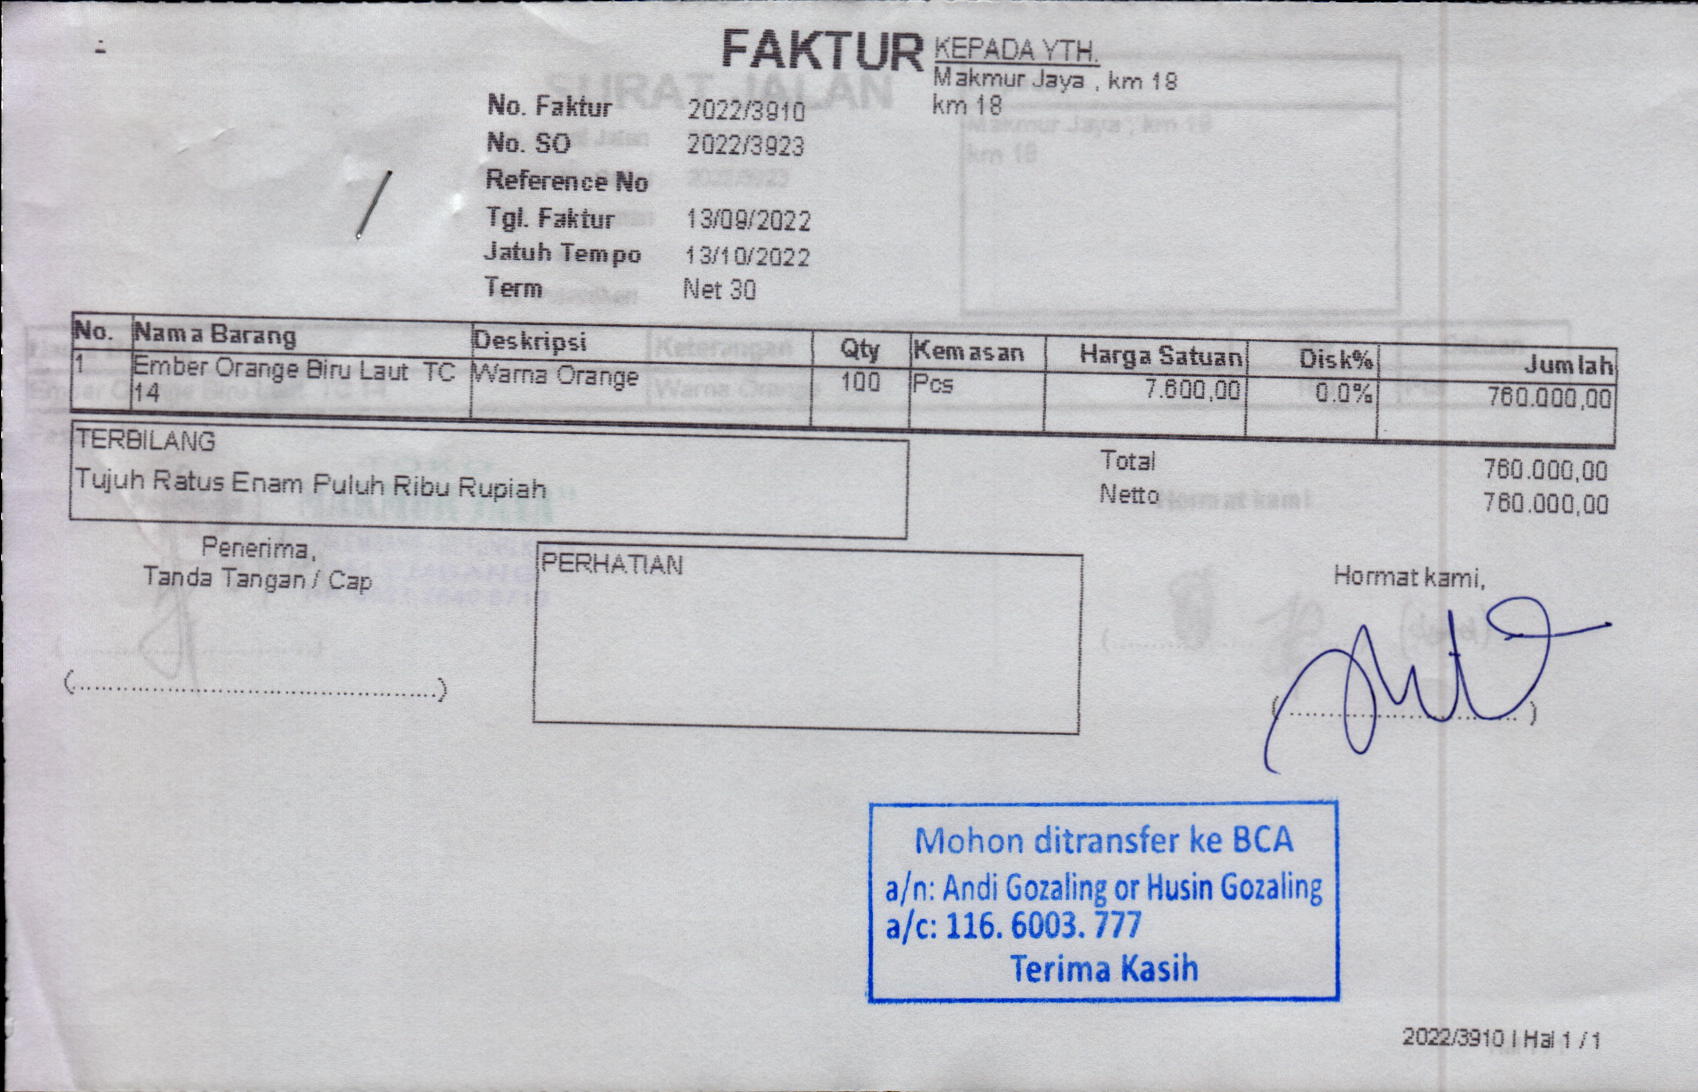 FAKTUR
KEPADA YTH.
Makmur Jaya , km 18
km 18
No. Faktur 2022/3910
No. SO 2022/3923
Reference No
Tgl. Faktur 13/09/2022
Jatuh Tempo 13/10/2022
Term Net 30
No. Nama Barang Deskripsi Qty Kemasan Harga Satuan Disk% Jumlah
1 Ember Orange Biru Laut TC 14 Warna Orange 100 Pcs 7.600,00 0.0% 760.000,00
TERBILANG
Tujuh Ratus Enam Puluh Ribu Rupiah
Total 760.000,00
Netto 760.000,00
Penerima,
Tanda Tangan / Cap
(..............................................)
PERHATIAN
Hormat kami,
(..............................)
Mohon ditransfer ke BCA
a/n: Andi Gozaling or Husin Gozaling
a/c: 116. 6003. 777
Terima Kasih
2022/3910 | Hal 1 / 1